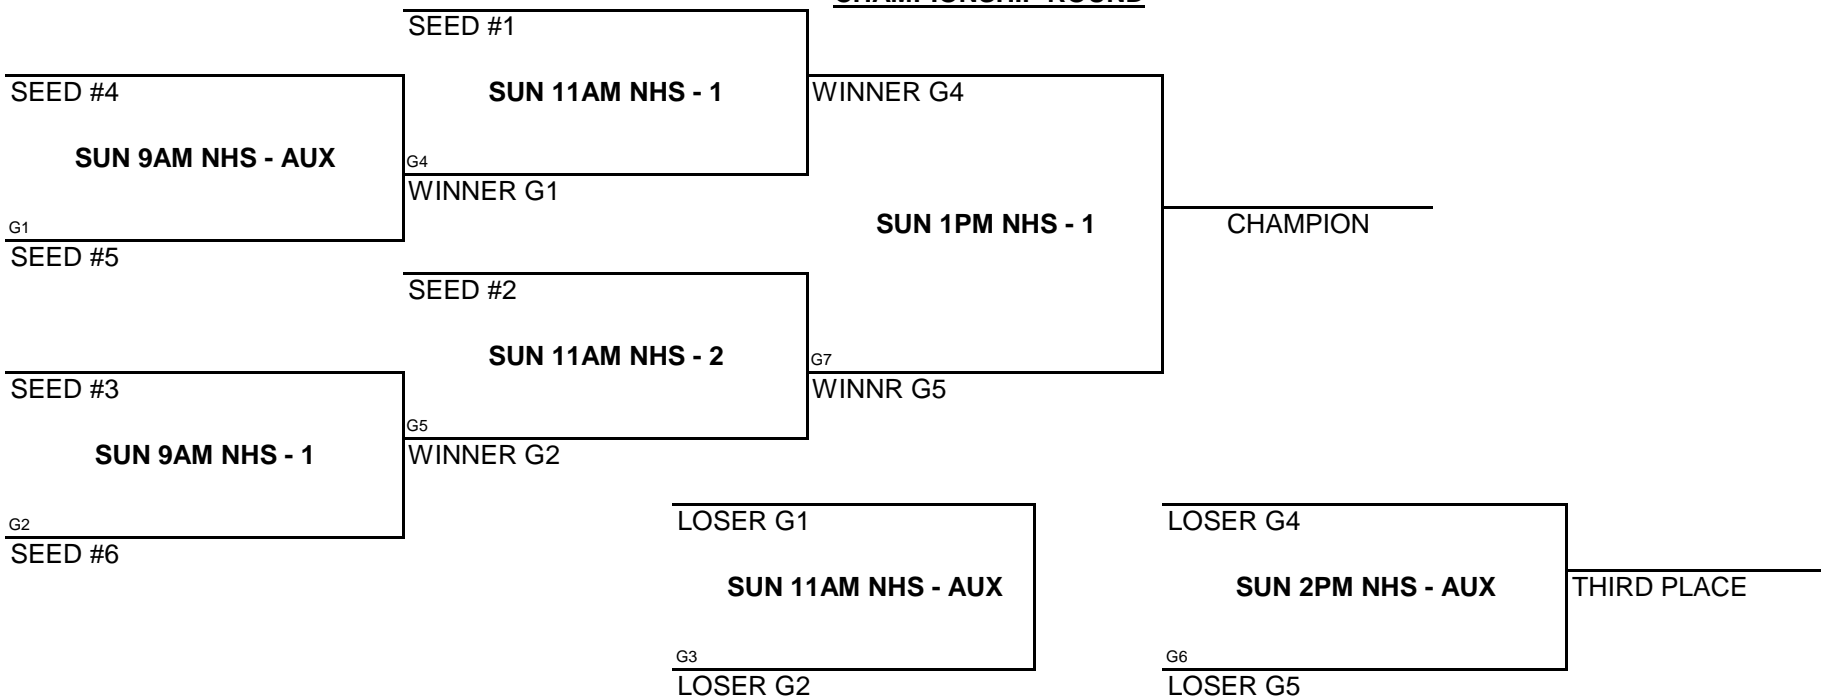 CHAMPIONSHIP ROUND
SEED #1
SEED #4
SUN 11AM NHS - 1
WINNER G4
SUN 9AM NHS - AUX
G4
WINNER G1
G1
SUN 1PM NHS - 1
CHAMPION
SEED #5
SEED #2
SUN 11AM NHS - 2
G7
SEED #3
WINNR G5
G5
SUN 9AM NHS - 1
WINNER G2
G2
LOSER G1
LOSER G4
SEED #6
SUN 11AM NHS - AUX
SUN 2PM NHS - AUX
THIRD PLACE
G3
G6
LOSER G2
LOSER G5